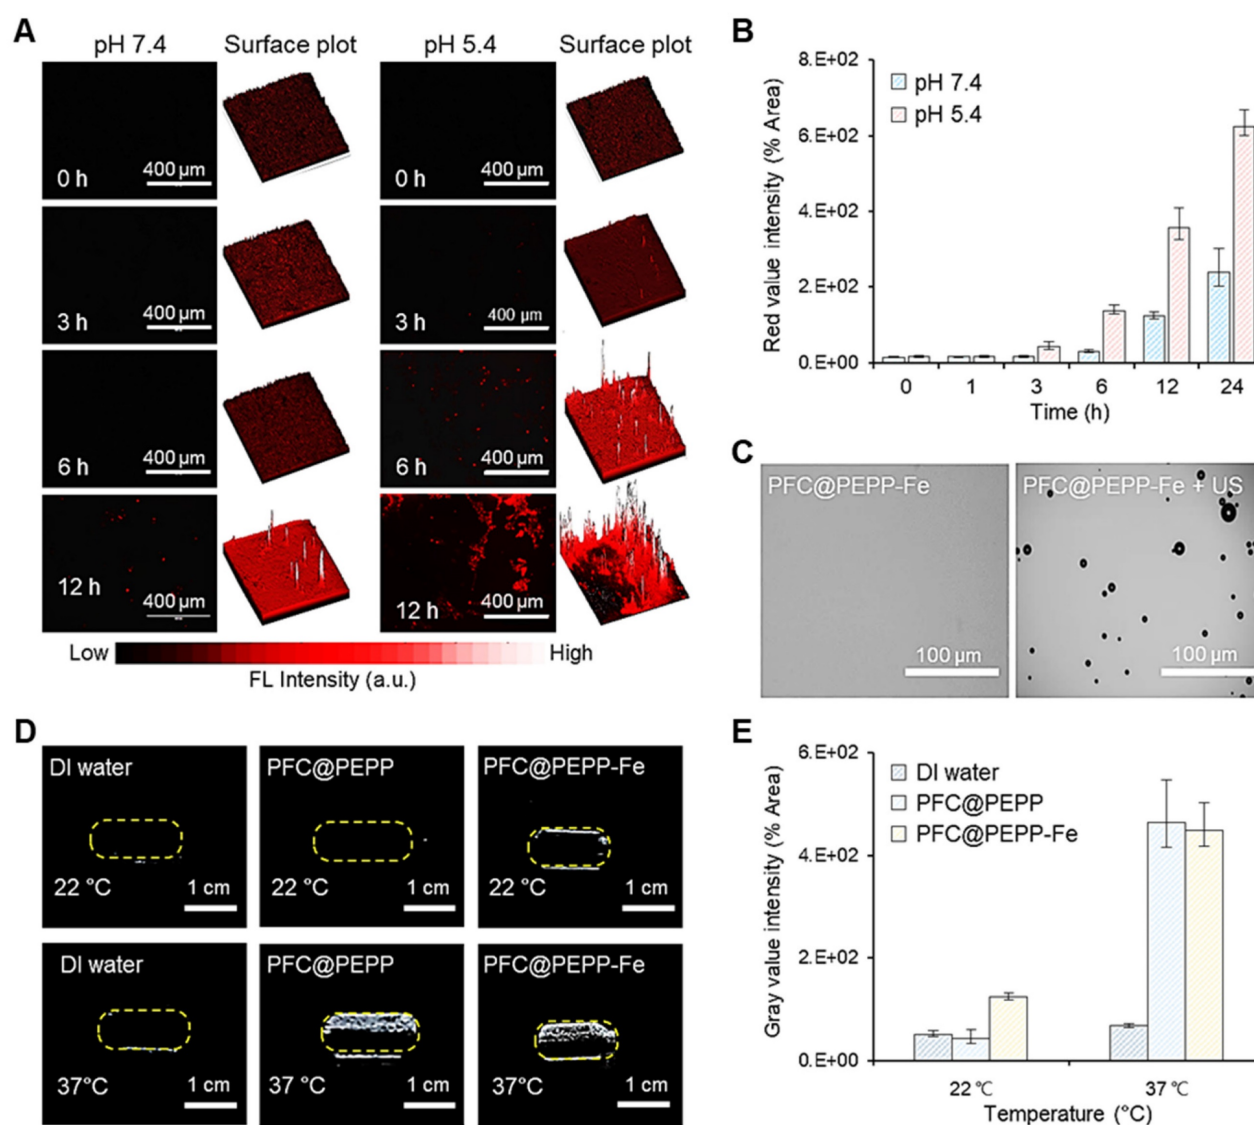 A
pH 7.4 Surface plot pH 5.4 Surface plot
0 h 400 µm 0 h 400 µm
3 h 400 µm 3 h 400 µm
6 h 400 µm 6 h 400 µm
12 h 400 µm 12 h 400 µm
Low High
FL Intensity (a.u.)
B
Red value intensity (% Area)
8.E+02
6.E+02
4.E+02
2.E+02
0.E+00
pH 7.4
pH 5.4
0 1 3 6 12 24
Time (h)
C
PFC@PEPP-Fe PFC@PEPP-Fe + US
100 µm 100 µm
D
DI water PFC@PEPP PFC@PEPP-Fe
22 °C 1 cm 22 °C 1 cm 22 °C 1 cm
DI water PFC@PEPP PFC@PEPP-Fe
37°C 1 cm 37 °C 1 cm 37°C 1 cm
E
Gray value intensity (% Area)
6.E+02
4.E+02
2.E+02
0.E+00
DI water
PFC@PEPP
PFC@PEPP-Fe
22 ℃ 37 ℃
Temperature (°C)